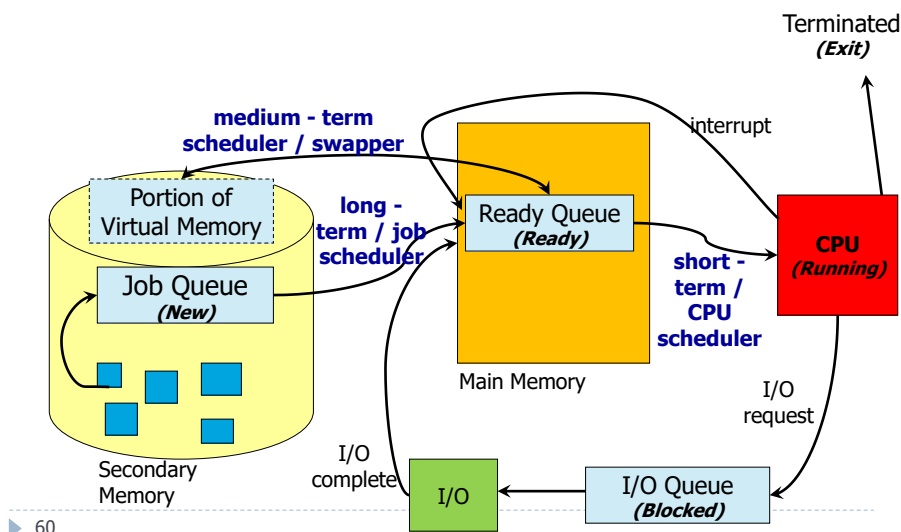 Terminated
(Exit)
medium - term
scheduler / swapper
interrupt
Portion of
Virtual Memory
long -
term / job
scheduler
Ready Queue
(Ready)
CPU
(Running)
short -
term /
CPU
scheduler
Job Queue
(New)
Main Memory
I/O
request
Secondary
Memory
I/O
complete
I/O
I/O Queue
(Blocked)
60